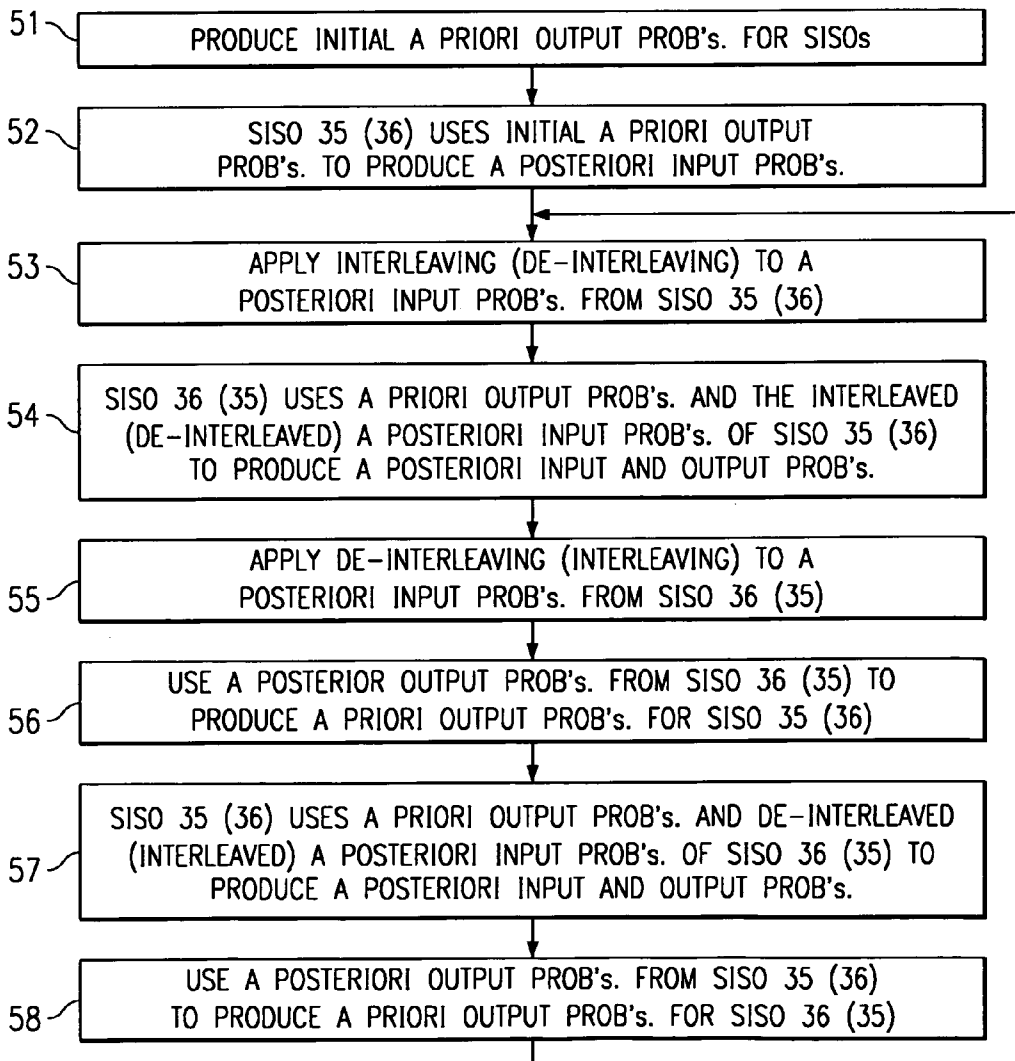 51
PRODUCE INITIAL A PRIORI OUTPUT PROB's. FOR SISOs
52
SISO 35 (36) USES INITIAL A PRIORI OUTPUT
PROB's. TO PRODUCE A POSTERIORI INPUT PROB's.
53
APPLY INTERLEAVING (DE-INTERLEAVING) TO A
POSTERIORI INPUT PROB's. FROM SISO 35 (36)
54
SISO 36 (35) USES A PRIORI OUTPUT PROB's. AND THE INTERLEAVED
(DE-INTERLEAVED) A POSTERIORI INPUT PROB's. OF SISO 35 (36)
TO PRODUCE A POSTERIORI INPUT AND OUTPUT PROB's.
55
APPLY DE-INTERLEAVING (INTERLEAVING) TO A
POSTERIORI INPUT PROB's. FROM SISO 36 (35)
56
USE A POSTERIOR OUTPUT PROB's. FROM SISO 36 (35) TO
PRODUCE A PRIORI OUTPUT PROB's. FOR SISO 35 (36)
57
SISO 35 (36) USES A PRIORI OUTPUT PROB's. AND DE-INTERLEAVED
(INTERLEAVED) A POSTERIORI INPUT PROB's. OF SISO 36 (35) TO
PRODUCE A POSTERIORI INPUT AND OUTPUT PROB's.
58
USE A POSTERIORI OUTPUT PROB's. FROM SISO 35 (36)
TO PRODUCE A PRIORI OUTPUT PROB's. FOR SISO 36 (35)